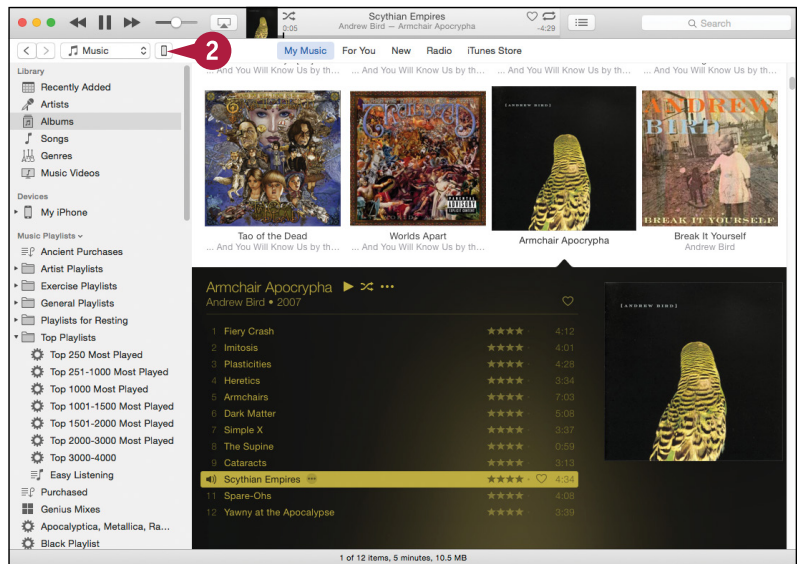 Scythian Empires
0:05 Andrew Bird — Armchair Apocrypha -4:29
Search
Music
2
My Music For You New Radio iTunes Store
Library
Recently Added
Artists
Albums
Songs
Genres
Music Videos
Devices
My iPhone
Music Playlists
Ancient Purchases
Artist Playlists
Exercise Playlists
General Playlists
Playlists for Resting
Top Playlists
Top 250 Most Played
Top 251-1000 Most Played
Top 1000 Most Played
Top 1001-1500 Most Played
Top 1501-2000 Most Played
Top 2000-3000 Most Played
Top 3000-4000
Easy Listening
Purchased
Genius Mixes
Apocalyptica, Metallica, Ra...
Black Playlist
... And You Will Know Us by th... ... And You Will Know Us by th... ... And You Will Know Us by th... ... And You Will Know Us by th...
PARENTAL
ADVISORY
EXPLICIT CONTENT
[ANDREW BIRD]
ANDREW
BIRD
BREAK IT YOURSELF
Tao of the Dead
... And You Will Know Us by th...
Worlds Apart
... And You Will Know Us by th...
Armchair Apocrypha
Break It Yourself
Andrew Bird
Armchair Apocrypha
Andrew Bird • 2007
1 Fiery Crash ★★★★ 4:12
2 Imitosis ★★★★ 4:01
3 Plasticities ★★★★ 4:28
4 Heretics ★★★★ 3:34
5 Armchairs ★★★★ 7:03
6 Dark Matter ★★★★ 5:08
7 Simple X ★★★★ 3:37
8 The Supine ★★★★ 0:59
9 Cataracts ★★★★ 3:13
Scythian Empires ★★★★ 4:34
11 Spare-Ohs ★★★★ 4:08
12 Yawny at the Apocalypse ★★★★ 3:39
[ANDREW BIRD]
1 of 12 items, 5 minutes, 10.5 MB